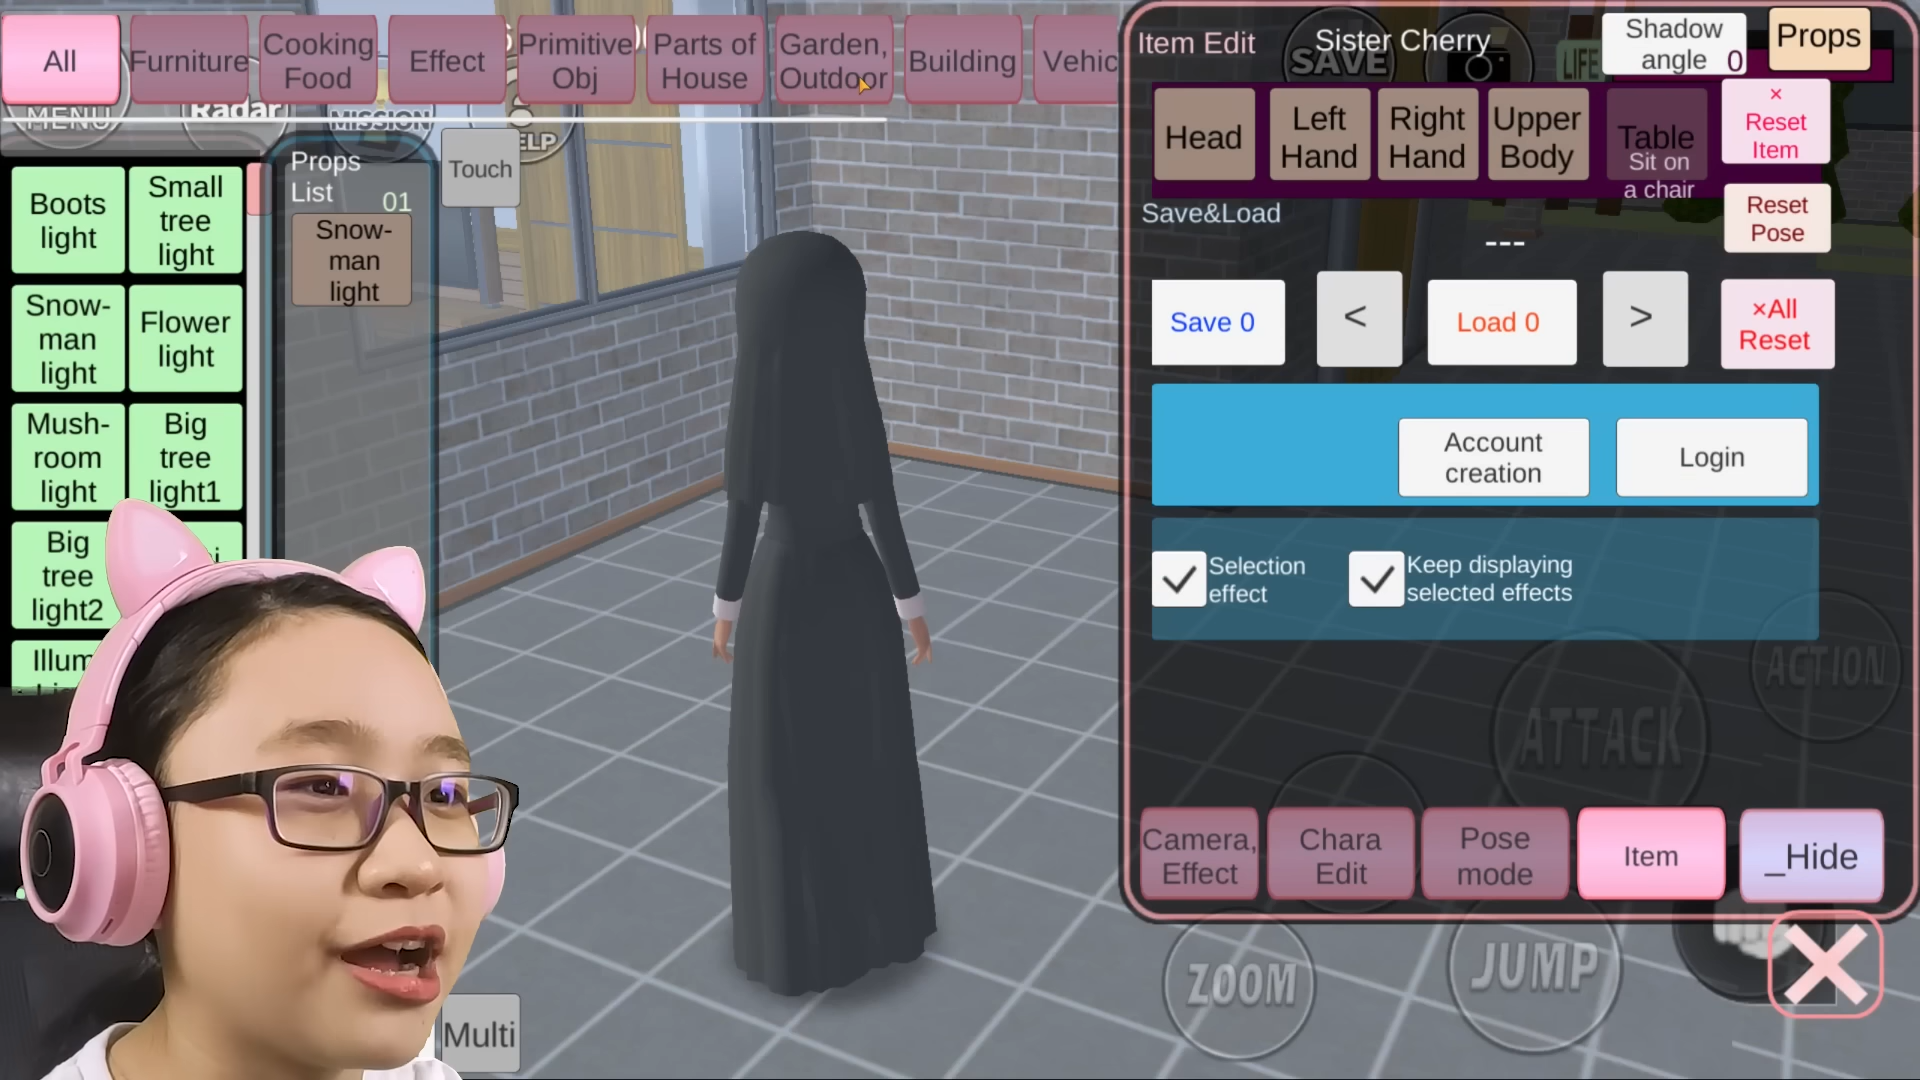 All
Furniture
Cooking,
Food
Effect
Primitive
Obj
Parts of
House
Garden,
Outdoor
Building
Vehic
MENU
Radar
MISSION
Props
List
01
Snow-
man
light
Touch
Boots
light
Small
tree
light
Snow-
man
light
Flower
light
Mush-
room
light
Big
tree
light1
Big
tree
light2
Illum
Multi
Item Edit
SAVE
Sister Cherry
LIFE
Shadow
angle 0
Props
Head
Left
Hand
Right
Hand
Upper
Body
Table
Sit on
a chair
×
Reset
Item
Save&Load
---
Reset
Pose
Save 0
<
Load 0
>
×All
Reset
Account
creation
Login
Selection
effect
Keep displaying
selected effects
ACTION
ATTACK
Camera,
Effect
Chara
Edit
Pose
mode
Item
_Hide
ZOOM
JUMP